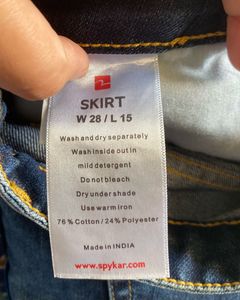 SKIRT
W 28 / L 15
Wash and dry separately
Wash inside out in
mild detergent
Do not bleach
Dry under shade
Use warm iron
76% Cotton / 24% Polyester
Made in INDIA
www.spykar.com